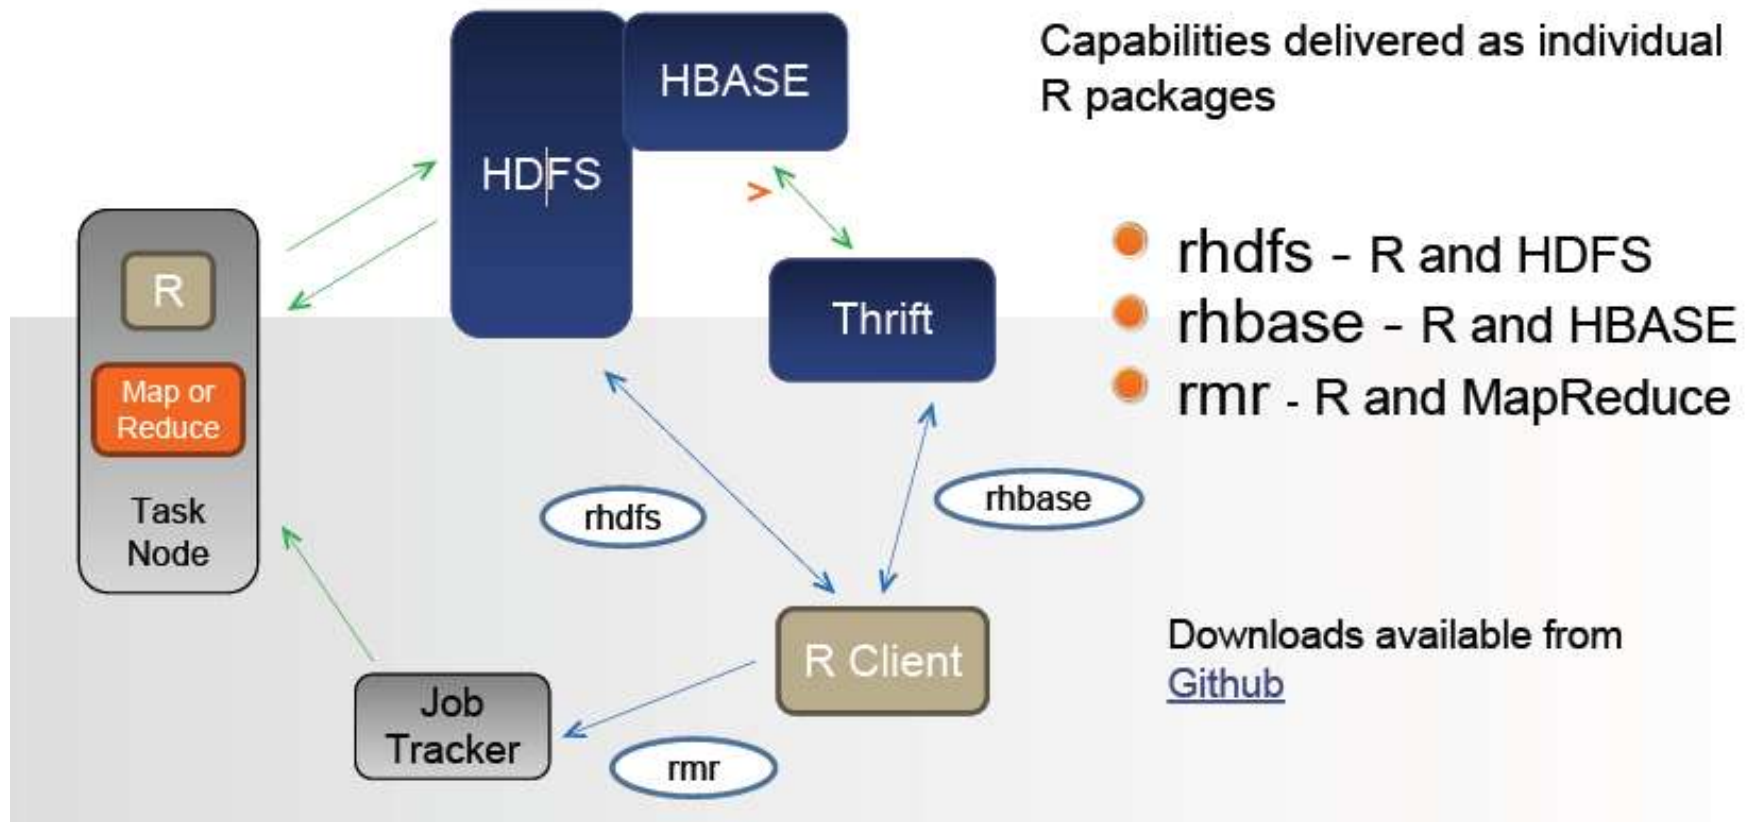 HDFS
HBASE
Capabilities delivered as individual
R packages
>
R
Map or
Reduce
Task
Node
Thrift
rhdfs - R and HDFS
rhbase - R and HBASE
rmr - R and MapReduce
rhdfs
rhbase
R Client
Job
Tracker
rmr
Downloads available from
Github